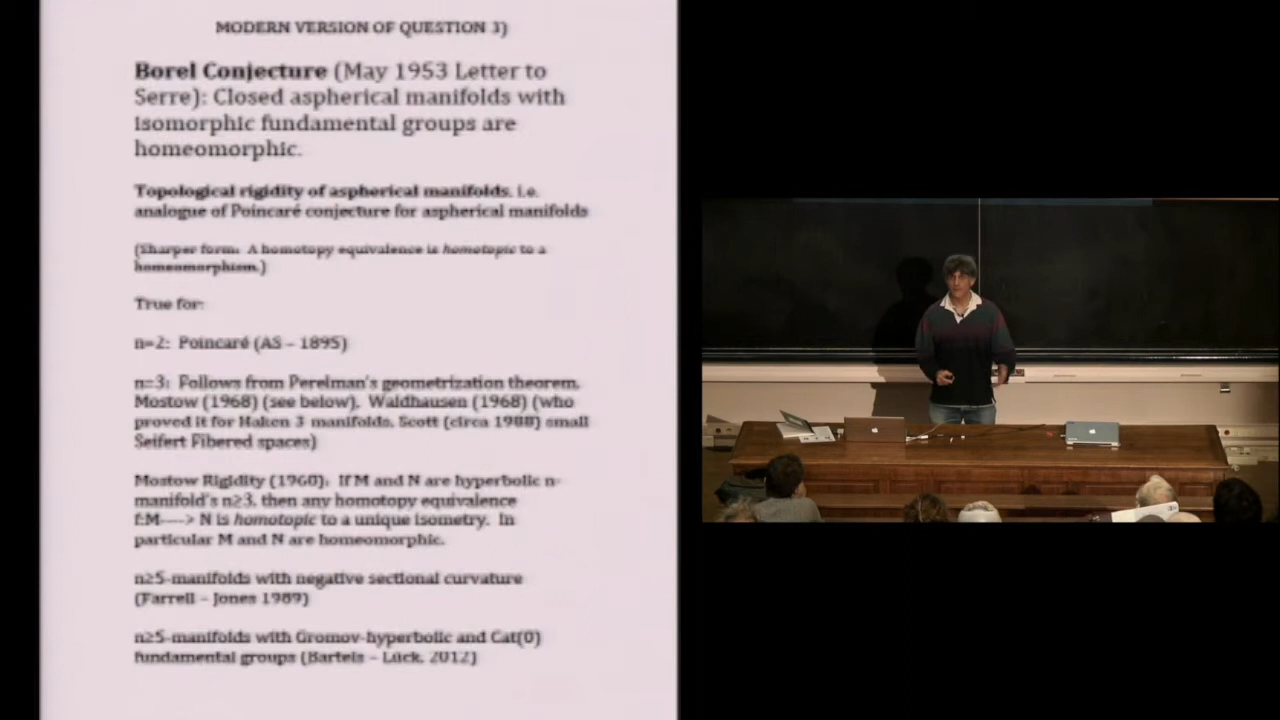 MODERN VERSION OF QUESTION 3)
Borel Conjecture (May 1953 Letter to
Serre): Closed aspherical manifolds with
isomorphic fundamental groups are
homeomorphic.
Topological rigidity of aspherical manifolds, i.e.
analogue of Poincaré conjecture for aspherical manifolds
(Sharper form: A homotopy equivalence is homotopic to a
homeomorphism.)
True for:
n=2: Poincaré (AS – 1895)
n=3: Follows from Perelman's geometrization theorem,
Mostow (1968) (see below), Waldhausen (1968) (who
proved it for Haken 3 manifolds, Scott (circa 1980) small
Seifert Fibered spaces)
Mostow Rigidity (1968). If M and N are hyperbolic n-
manifold's n≥3, then any homotopy equivalence
f:M----> N is homotopic to a unique isometry. In
particular M and N are homeomorphic.
n≥5-manifolds with negative sectional curvature
(Farrell – Jones 1989)
n≥5-manifolds with Gromov-hyperbolic and Cat(0)
fundamental groups (Bartels – Lück, 2012)